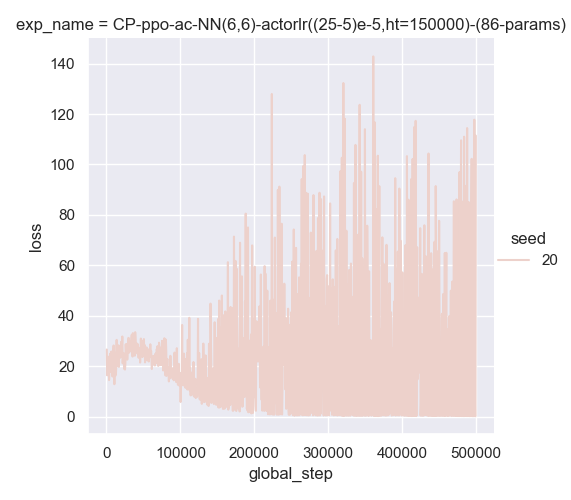 exp_name = CP-ppo-ac-NN(6,6)-actorlr((25-5)e-5,ht=150000)-(86-params)
140
120
100
80
60
40
20
0
loss
seed
20
0 100000 200000 300000 400000 500000
global_step